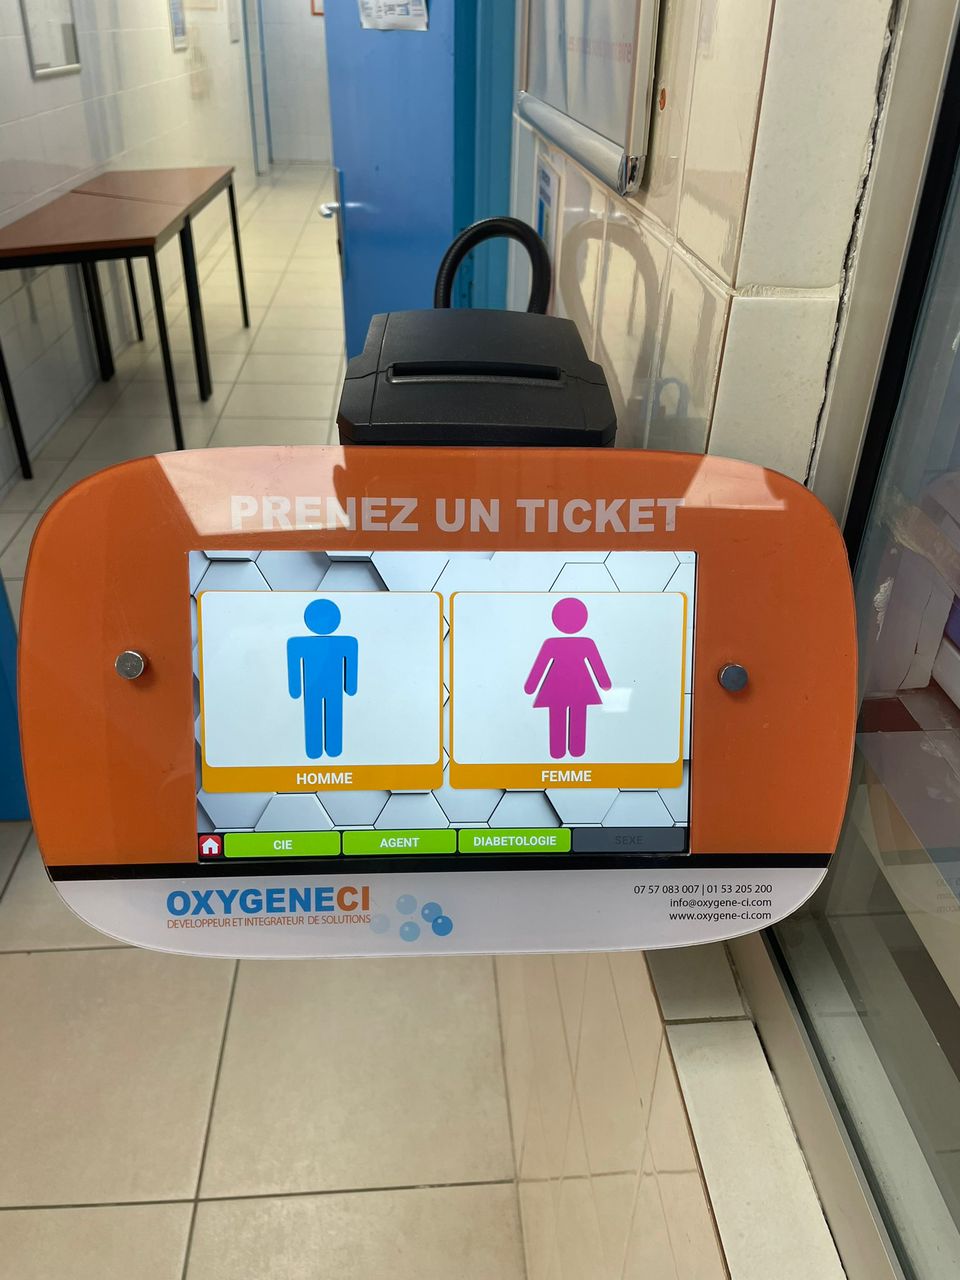 PRENEZ UN TICKET
HOMME
FEMME
CIE
AGENT
DIABETOLOGIE
SEXE
OXYGENECI
DEVELOPPEUR ET INTEGRATEUR DE SOLUTIONS
07 57 083 007 | 01 53 205 200
info@oxygene-ci.com
www.oxygene-ci.com